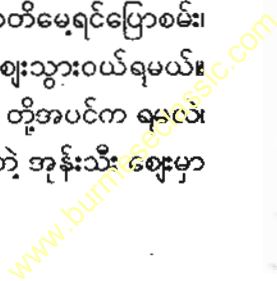 တိမေ့ရင်ပြောစမ်း၊
ဈေးသွားဝယ်ရမယ်။
တို့အပင်က ရမလဲ၊
တဲ့ အုန်းသီး ဈေးမှာ
www.burmeseclassic.com